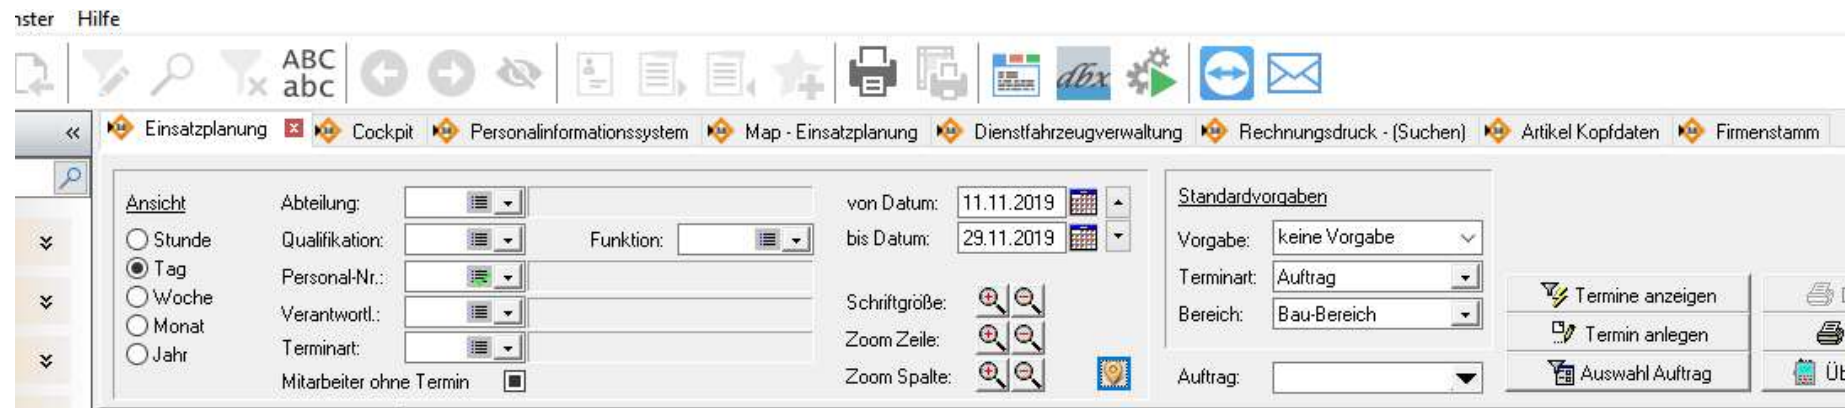 nster Hilfe
ABC
abc
dbx
Einsatzplanung Cockpit Personalinformationssystem Map - Einsatzplanung Dienstfahrzeugverwaltung Rechnungsdruck - (Suchen) Artikel Kopfdaten Firmenstamm
Ansicht
Stunde
Tag
Woche
Monat
Jahr
Abteilung:
Qualifikation: Funktion:
Personal-Nr.:
Verantwortl.:
Terminart:
Mitarbeiter ohne Termin
von Datum: 11.11.2019
bis Datum: 29.11.2019
Schriftgröße:
Zoom Zeile:
Zoom Spalte:
Standardvorgaben
Vorgabe: keine Vorgabe
Terminart: Auftrag
Bereich: Bau-Bereich
Auftrag:
Termine anzeigen
Termin anlegen
Auswahl Auftrag
Üb